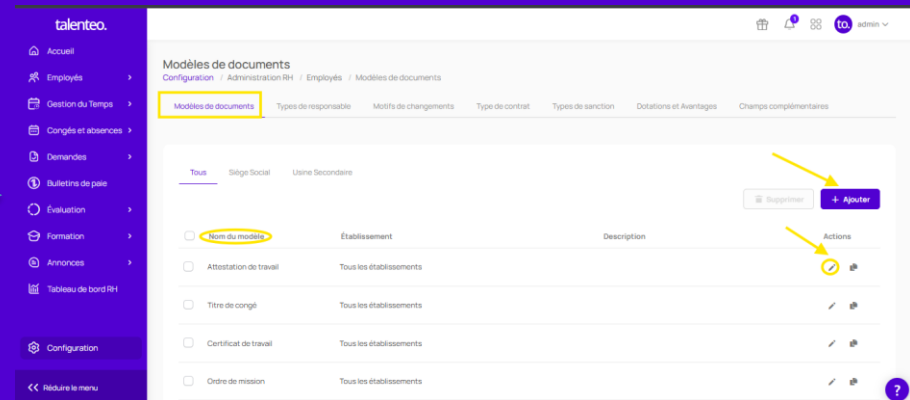 talenteo.
1
to.
admin
Accueil
Employés
Gestion du Temps
Congés et absences
Demandes
Bulletins de paie
Évaluation
Formation
Annonces
Tableau de bord RH
Configuration
Réduire le menu
Modèles de documents
Configuration / Administration RH / Employés / Modèles de documents
Modèles de documents Types de responsable Motifs de changements Type de contrat Types de sanction Dotations et Avantages Champs complémentaires
Tous Siège Social Usine Secondaire
Supprimer + Ajouter
Nom du modèle Établissement Description Actions
Attestation de travail Tous les établissements
Titre de congé Tous les établissements
Certificat de travail Tous les établissements
Ordre de mission Tous les établissements
?